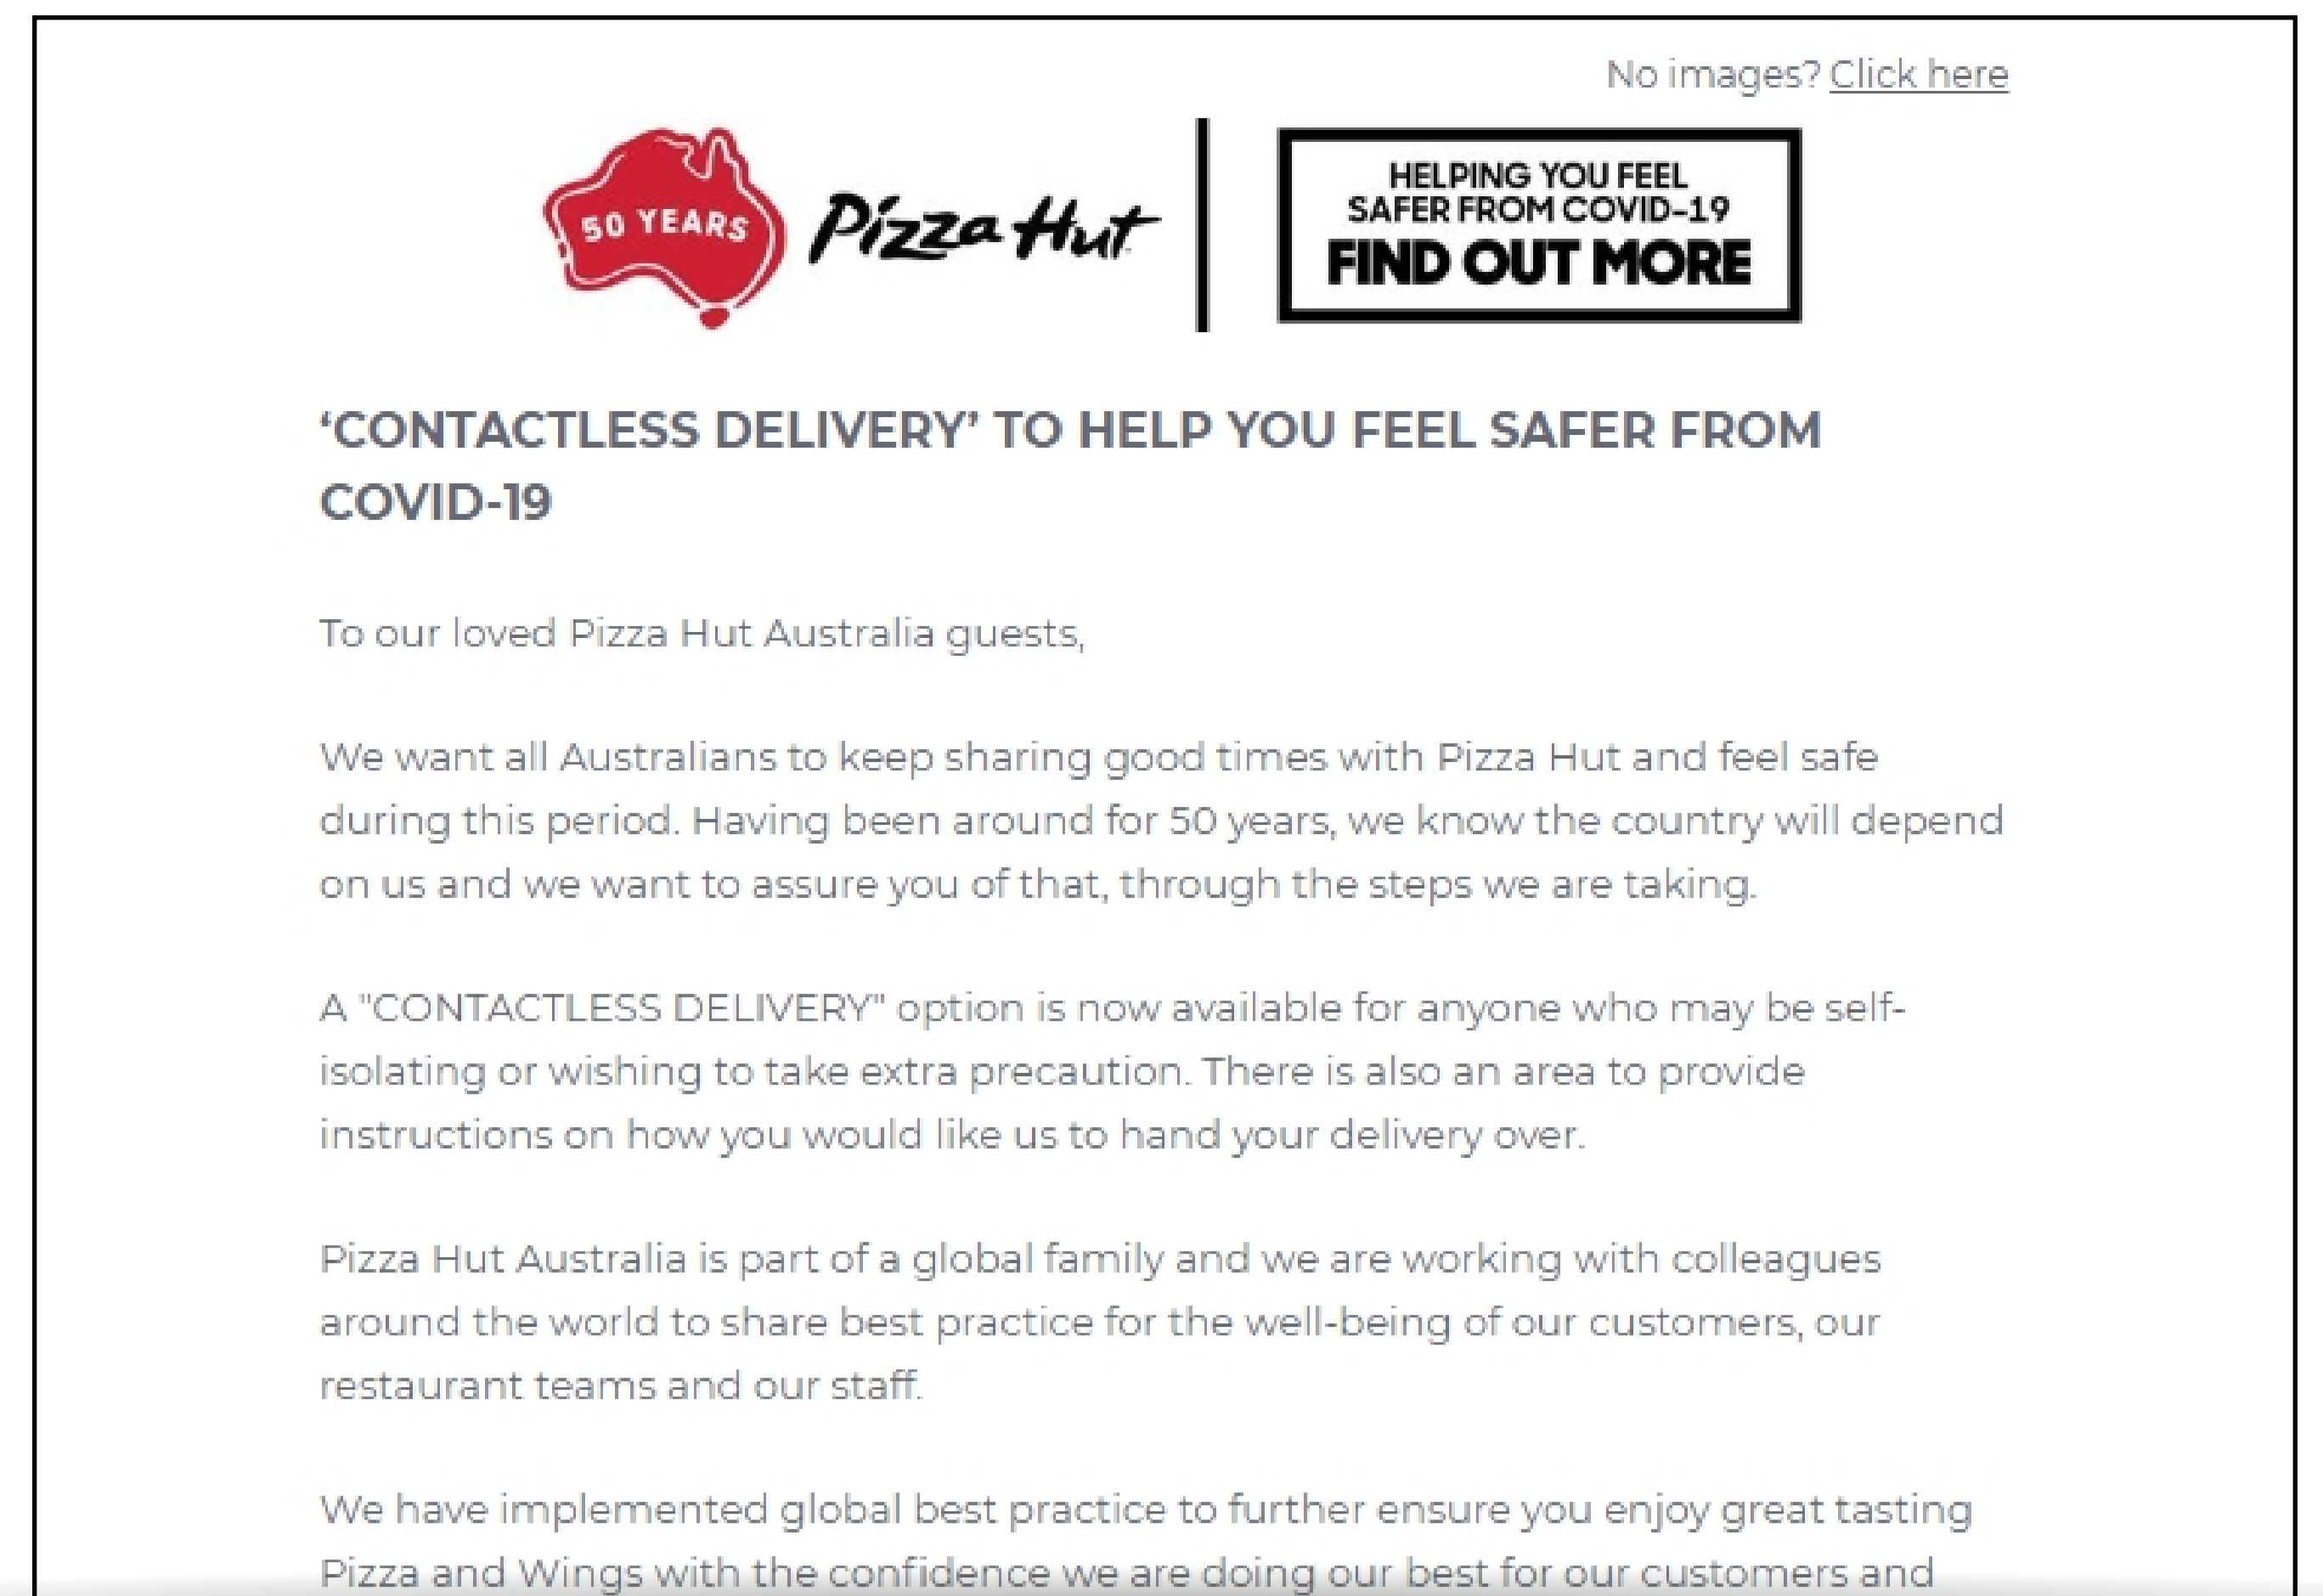 No images? Click here
50 YEARS
Pizza Hut
HELPING YOU FEEL
SAFER FROM COVID-19
FIND OUT MORE
‘CONTACTLESS DELIVERY’ TO HELP YOU FEEL SAFER FROM
COVID-19
To our loved Pizza Hut Australia guests,
We want all Australians to keep sharing good times with Pizza Hut and feel safe
during this period. Having been around for 50 years, we know the country will depend
on us and we want to assure you of that, through the steps we are taking.
A "CONTACTLESS DELIVERY" option is now available for anyone who may be self-
isolating or wishing to take extra precaution. There is also an area to provide
instructions on how you would like us to hand your delivery over.
Pizza Hut Australia is part of a global family and we are working with colleagues
around the world to share best practice for the well-being of our customers, our
restaurant teams and our staff.
We have implemented global best practice to further ensure you enjoy great tasting
Pizza and Wings with the confidence we are doing our best for our customers and